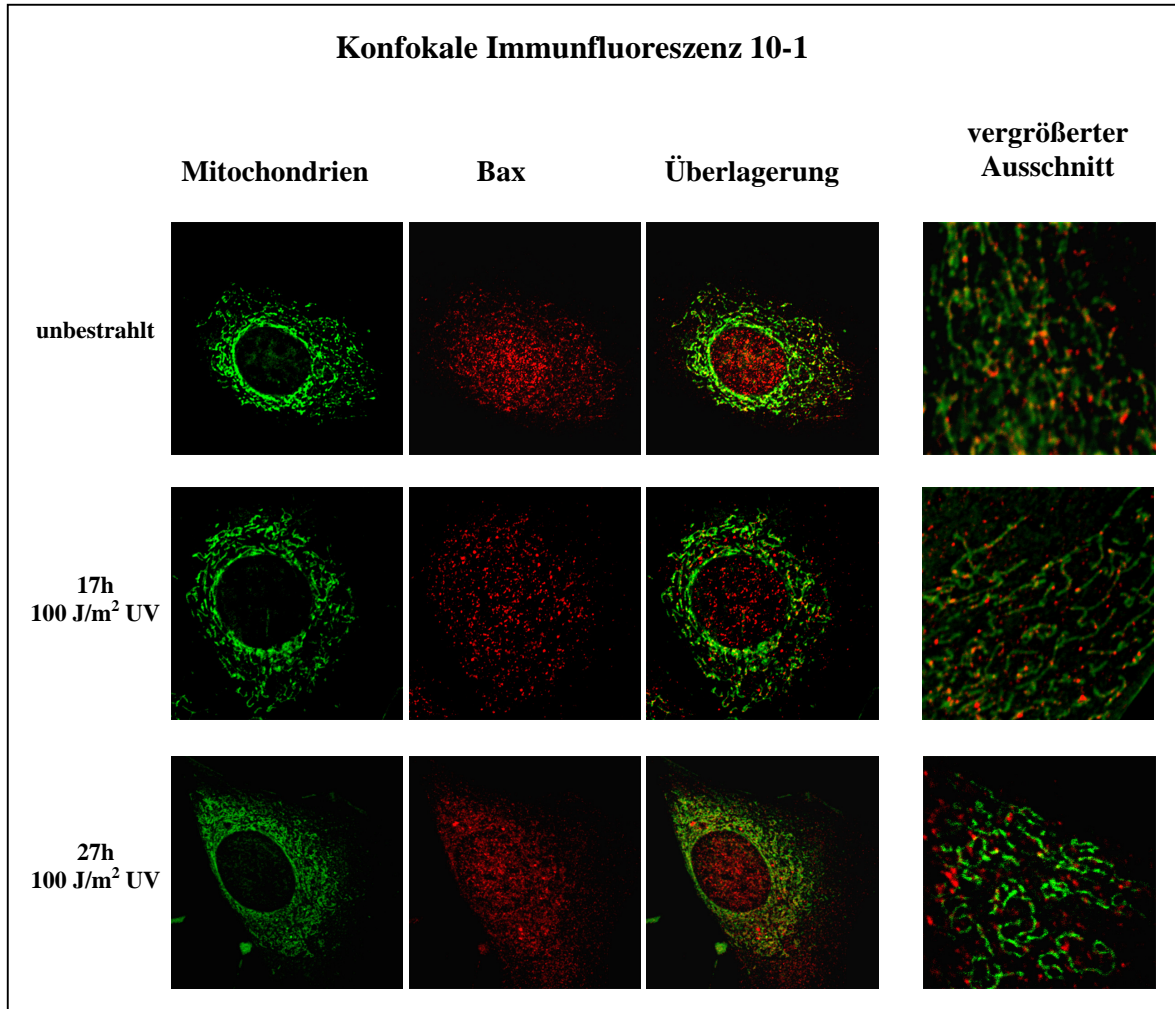 Konfokale Immunfluoreszenz 10-1
Mitochondrien
Bax
Überlagerung
vergrößerter
Ausschnitt
unbestrahlt
17h
100 J/m² UV
27h
100 J/m² UV